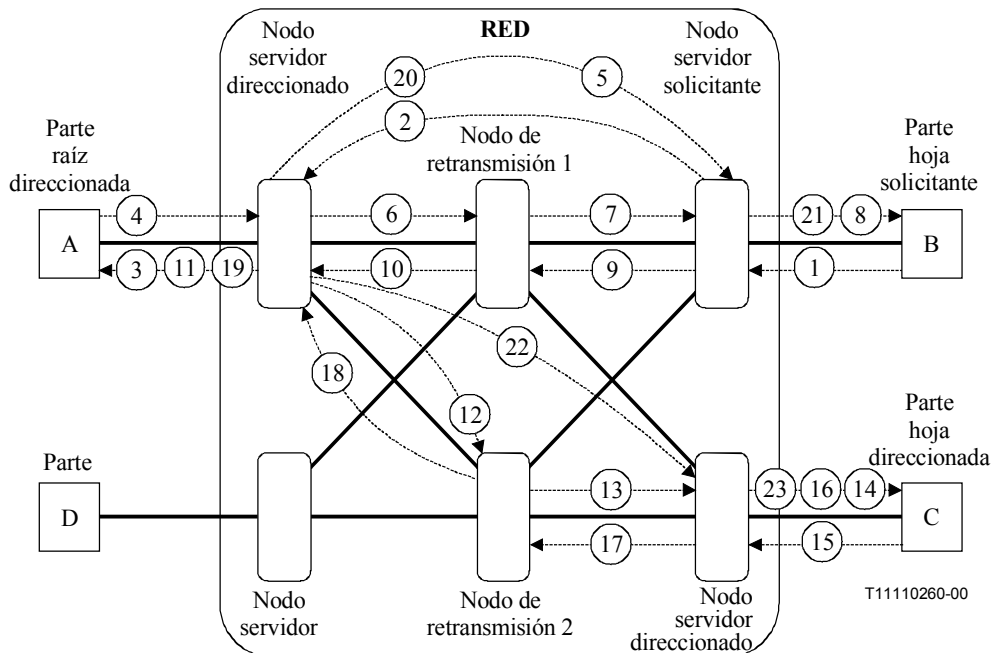 RED
Nodo
servidor
direccionado
Nodo
servidor
solicitante
20
5
2
Nodo de
retransmisión 1
Parte
raíz
direccionada
Parte
hoja
solicitante
4
6
7
21
8
A
B
3
11
19
10
9
1
22
18
12
Parte
hoja
direccionada
Parte
D
13
23
16
14
C
17
15
Nodo
servidor
Nodo de
retransmisión 2
Nodo
servidor
direccionado
T11110260-00